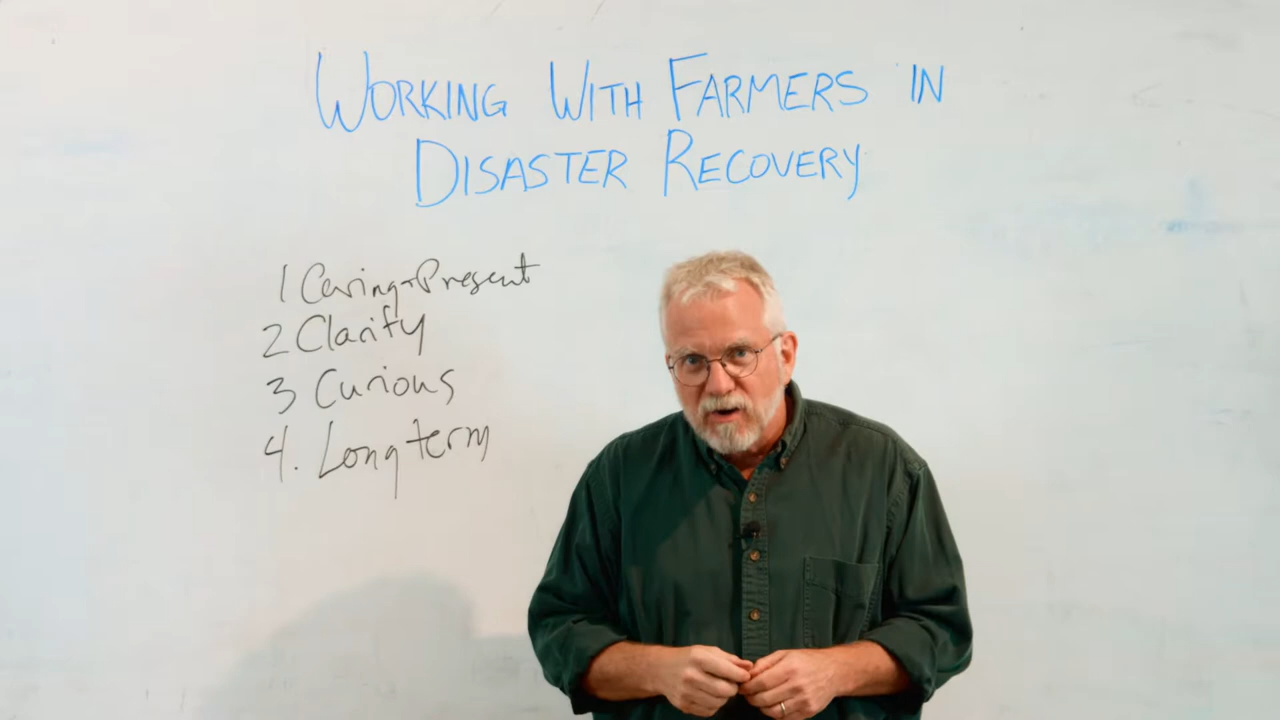 WORKING WITH FARMERS IN
DISASTER RECOVERY
1 Caring + Present
2 Clarify
3 Curious
4. Long term